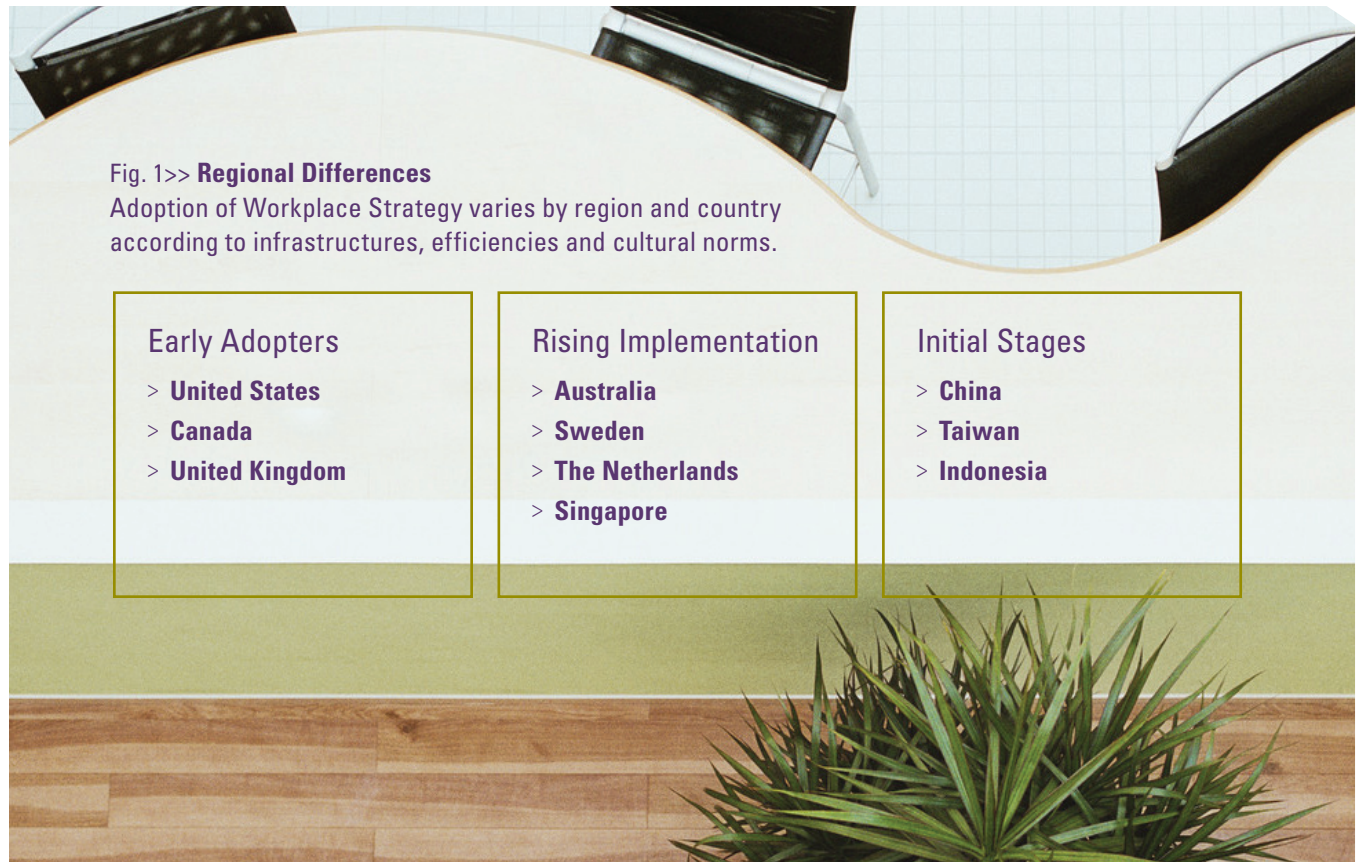 Fig. 1>> Regional Differences
Adoption of Workplace Strategy varies by region and country
according to infrastructures, efficiencies and cultural norms.
Early Adopters
> United States
> Canada
> United Kingdom
Rising Implementation
> Australia
> Sweden
> The Netherlands
> Singapore
Initial Stages
> China
> Taiwan
> Indonesia